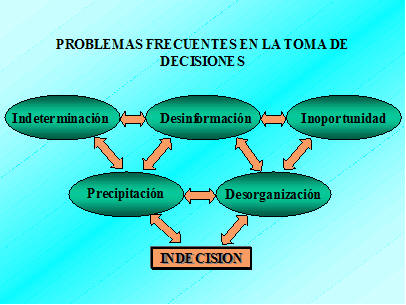 PROBLEMAS FRECUENTES EN LA TOMA DE
DECISIONES
Indeterminación
Desinformación
Inoportunidad
Precipitación
Desorganización
INDECISION